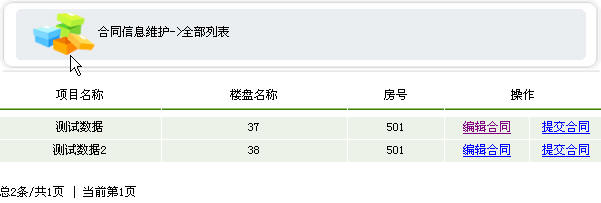 合同信息维护->全部列表
项目名称 楼盘名称 房号 操作
测试数据 37 501 编辑合同 提交合同
测试数据2 38 501 编辑合同 提交合同
总2条/共1页 | 当前第1页